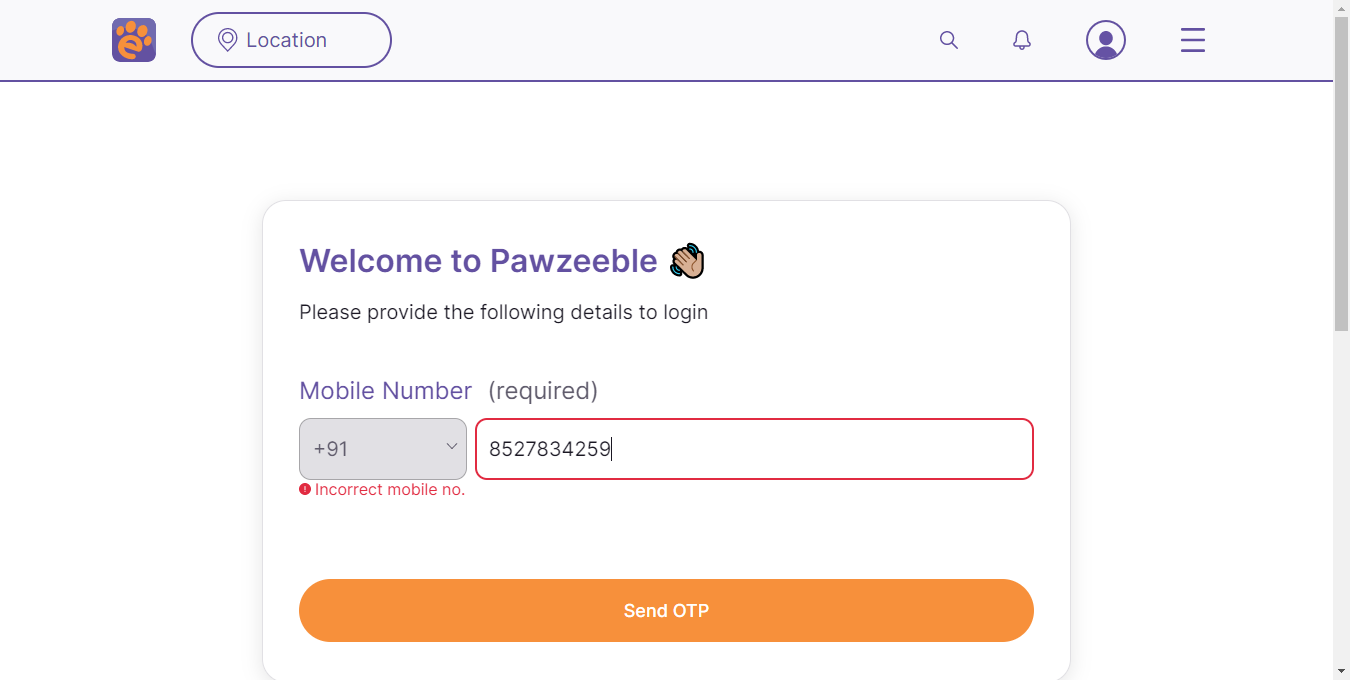 Location
Welcome to Pawzeeble
Please provide the following details to login
Mobile Number (required)
+91 8527834259
Incorrect mobile no.
Send OTP